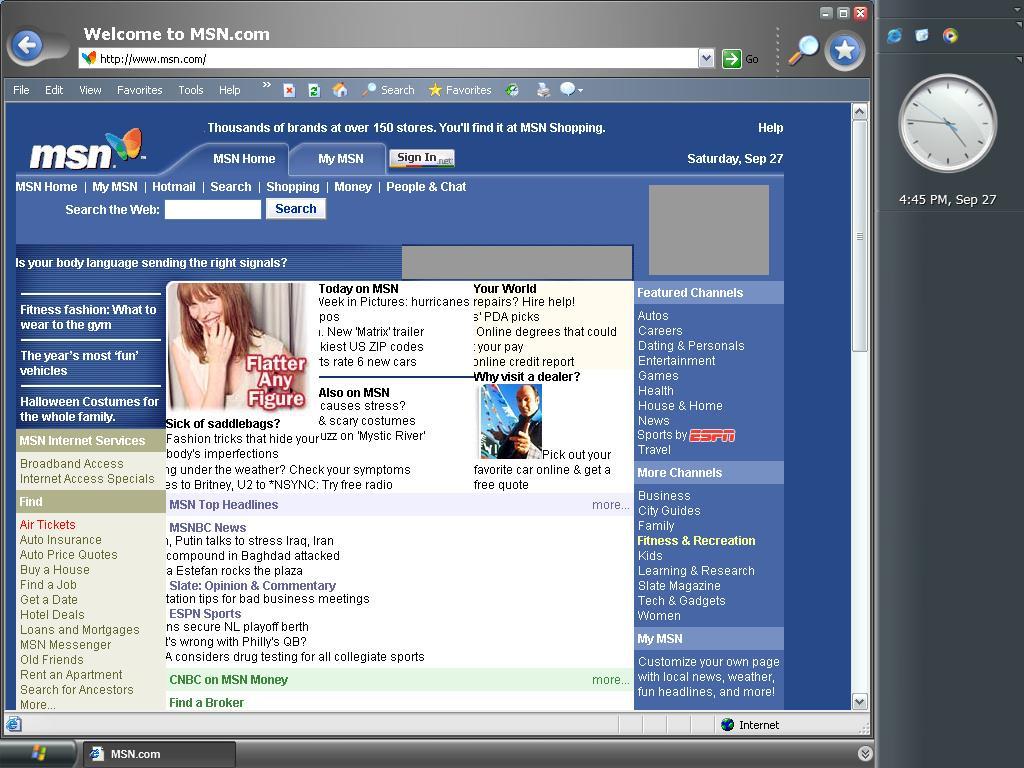 Welcome to MSN.com
http://www.msn.com/
Go
File Edit View Favorites Tools Help » Search Favorites
Thousands of brands at over 150 stores. You'll find it at MSN Shopping.
Help
msn
MSN Home
My MSN
Sign In .net
Saturday, Sep 27
MSN Home | My MSN | Hotmail | Search | Shopping | Money | People & Chat
Search the Web:
Search
Is your body language sending the right signals?
Fitness fashion: What to
wear to the gym
The year's most 'fun'
vehicles
Halloween Costumes for
the whole family.
MSN Internet Services
Broadband Access
Internet Access Specials
Find
Air Tickets
Auto Insurance
Auto Price Quotes
Buy a House
Find a Job
Get a Date
Hotel Deals
Loans and Mortgages
MSN Messenger
Old Friends
Rent an Apartment
Search for Ancestors
More...
Flatter
Any
Figure
Sick of saddlebags?
Fashion tricks that hide your
body's imperfections
ng under the weather? Check your symptoms
es to Britney, U2 to *NSYNC: Try free radio
Today on MSN
Week in Pictures: hurricanes
pos
. New 'Matrix' trailer
kiest US ZIP codes
ts rate 6 new cars
Also on MSN
causes stress?
& scary costumes
uzz on 'Mystic River'
Your World
repairs? Hire help!
s' PDA picks
Online degrees that could
your pay
online credit report
Why visit a dealer?
Pick out your
favorite car online & get a
free quote
MSN Top Headlines
more...
MSNBC News
, Putin talks to stress Iraq, Iran
compound in Baghdad attacked
a Estefan rocks the plaza
Slate: Opinion & Commentary
tation tips for bad business meetings
ESPN Sports
ns secure NL playoff berth
t's wrong with Philly's QB?
A considers drug testing for all collegiate sports
CNBC on MSN Money
more...
Find a Broker
Featured Channels
Autos
Careers
Dating & Personals
Entertainment
Games
Health
House & Home
News
Sports by ESPN
Travel
More Channels
Business
City Guides
Family
Fitness & Recreation
Kids
Learning & Research
Slate Magazine
Tech & Gadgets
Women
My MSN
Customize your own page
with local news, weather,
fun headlines, and more!
Internet
MSN.com
4:45 PM, Sep 27